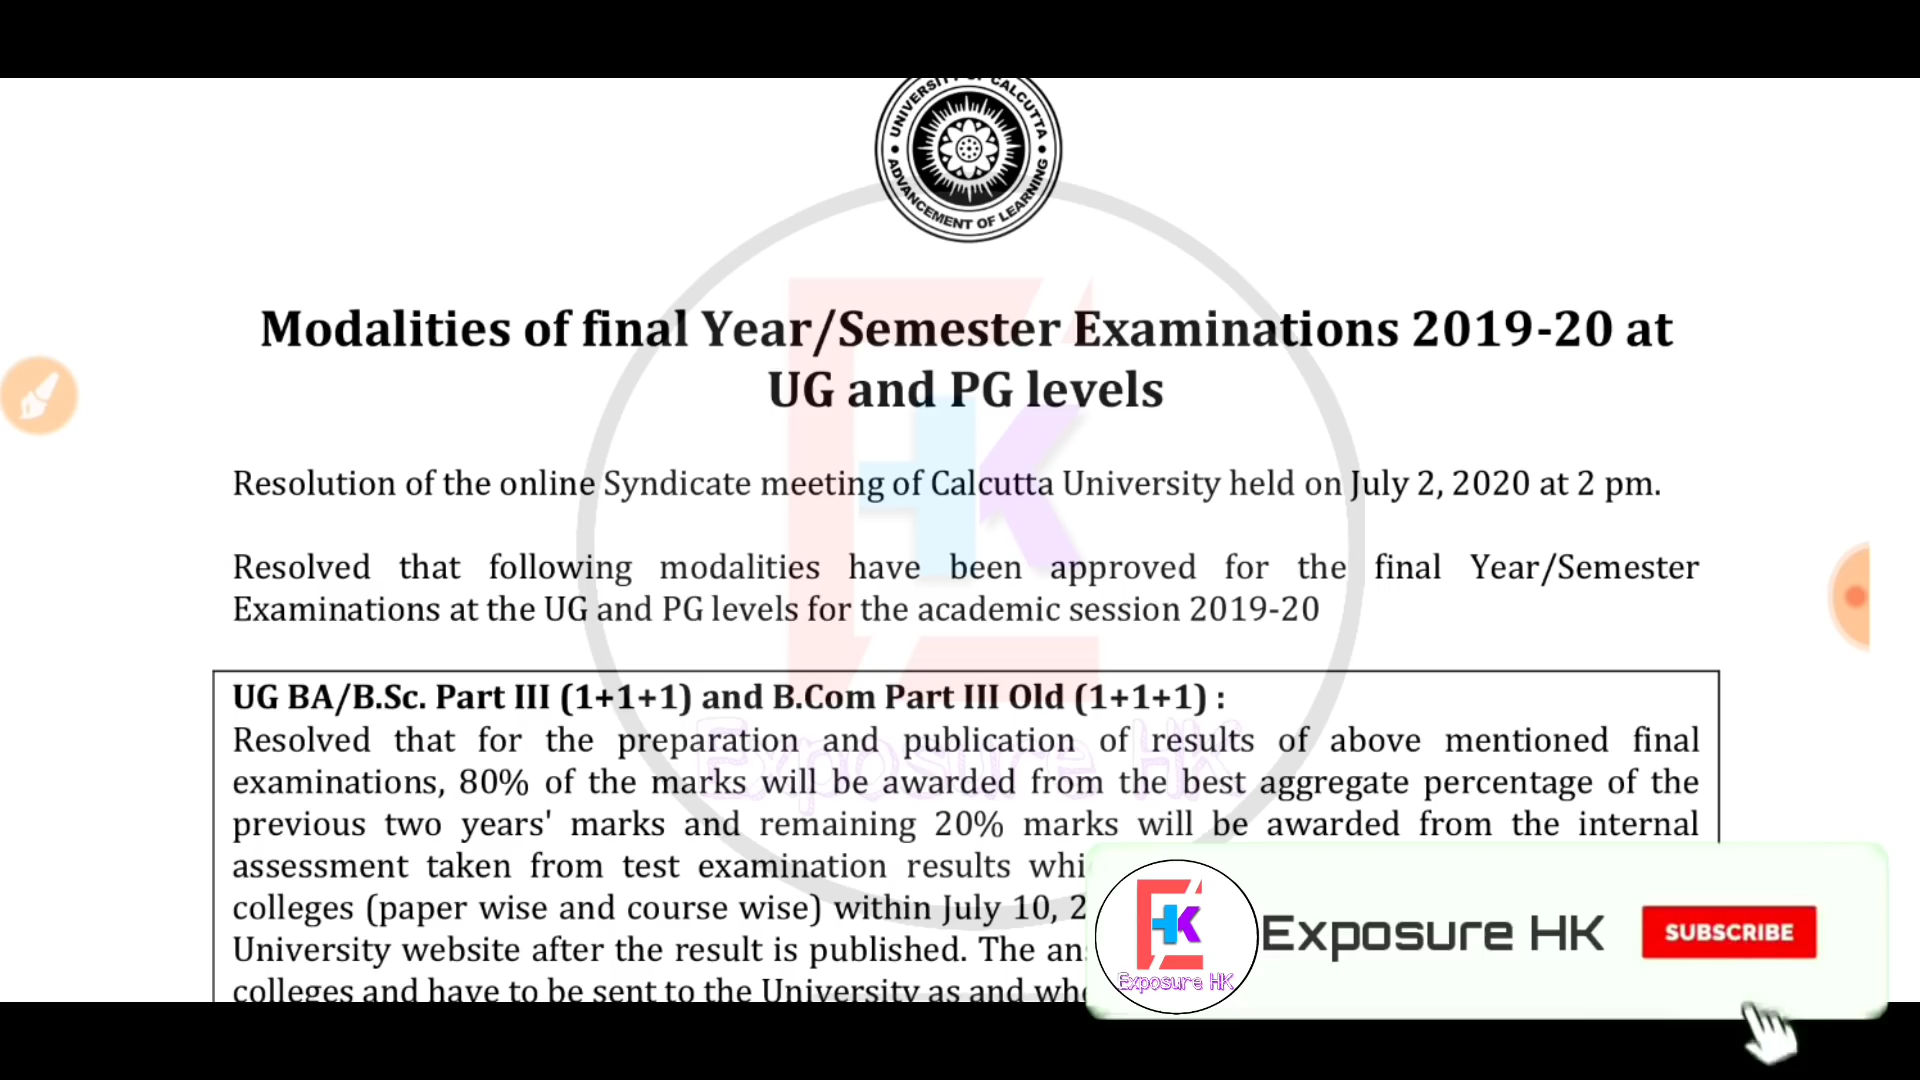 UNIVERSITY OF CALCUTTA
ADVANCEMENT OF LEARNING
Modalities of final Year/Semester Examinations 2019-20 at
UG and PG levels
Resolution of the online Syndicate meeting of Calcutta University held on July 2, 2020 at 2 pm.
Resolved that following modalities have been approved for the final Year/Semester
Examinations at the UG and PG levels for the academic session 2019-20
UG BA/B.Sc. Part III (1+1+1) and B.Com Part III Old (1+1+1) :
Resolved that for the preparation and publication of results of above mentioned final
examinations, 80% of the marks will be awarded from the best aggregate percentage of the
previous two years' marks and remaining 20% marks will be awarded from the internal
assessment taken from test examination results
colleges (paper wise and course wise) within July 10,
University website after the result is published. The
colleges and have to be sent to the University as and
Exposure HK
HK
Exposure HK
Exposure HK
SUBSCRIBE